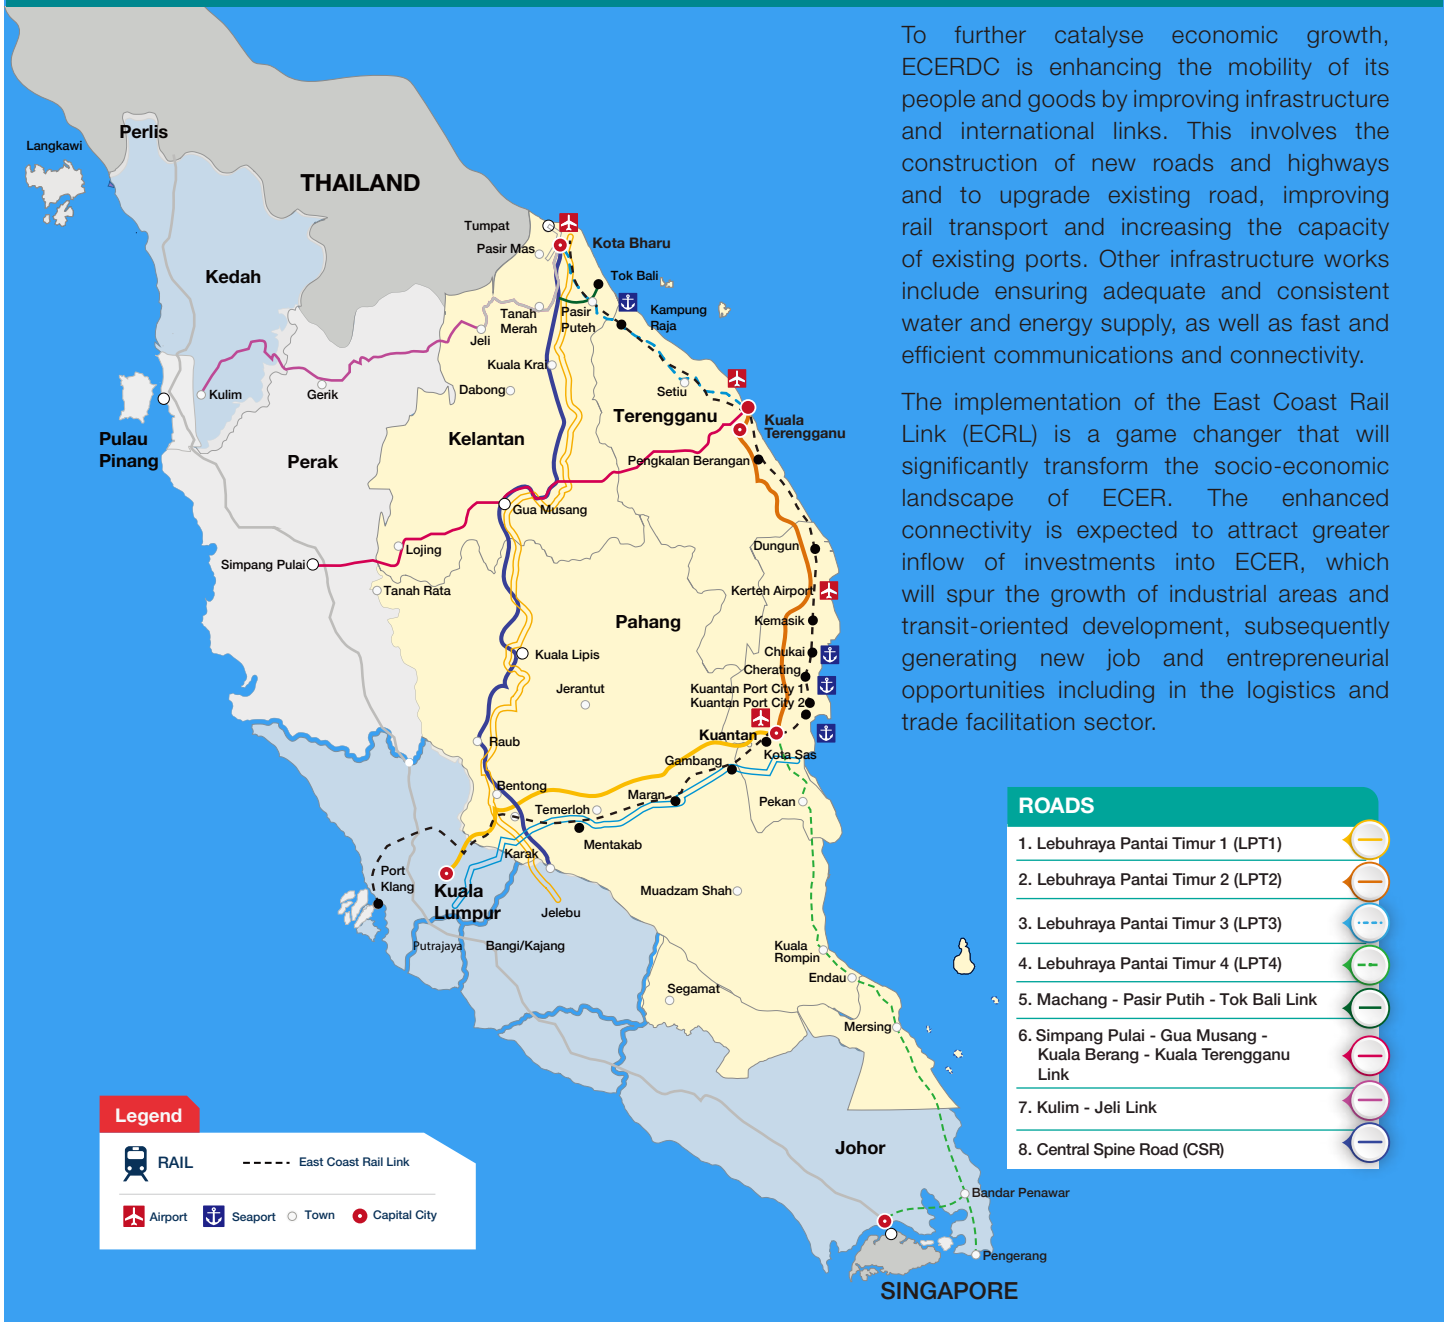 To further catalyse economic growth,
ECERDC is enhancing the mobility of its
people and goods by improving infrastructure
and international links. This involves the
construction of new roads and highways
and to upgrade existing road, improving
rail transport and increasing the capacity
of existing ports. Other infrastructure works
include ensuring adequate and consistent
water and energy supply, as well as fast and
efficient communications and connectivity.
The implementation of the East Coast Rail
Link (ECRL) is a game changer that will
significantly transform the socio-economic
landscape of ECER. The enhanced
connectivity is expected to attract greater
inflow of investments into ECER, which
will spur the growth of industrial areas and
transit-oriented development, subsequently
generating new job and entrepreneurial
opportunities including in the logistics and
trade facilitation sector.
Perlis
Langkawi
THAILAND
Tumpat
Pasir Mas
Kota Bharu
Kedah
Tok Bali
Tanah
Merah
Pasir
Puteh
Kampung
Raja
Jeli
Kuala Krai
Kulim
Gerik
Dabong
Setiu
Terengganu
Kuala
Terengganu
Pulau
Pinang
Perak
Kelantan
Pengkalan Berangan
Gua Musang
Dungun
Lojing
Simpang Pulai
Tanah Rata
Kerteh Airport
Pahang
Kemasik
Kuala Lipis
Chukai
Cherating
Jerantut
Kuantan Port City 1
Kuantan Port City 2
Kuantan
Raub
Kota Sas
Gambang
Bentong
Maran
Temerloh
Pekan
Mentakab
Karak
Port
Klang
Kuala
Lumpur
Muadzam Shah
Jelebu
Putrajaya
Bangi/Kajang
Kuala
Rompin
Endau
Segamat
Mersing
Johor
Bandar Penawar
Pengerang
SINGAPORE
ROADS
1. Lebuhraya Pantai Timur 1 (LPT1)
2. Lebuhraya Pantai Timur 2 (LPT2)
3. Lebuhraya Pantai Timur 3 (LPT3)
4. Lebuhraya Pantai Timur 4 (LPT4)
5. Machang - Pasir Putih - Tok Bali Link
6. Simpang Pulai - Gua Musang -
Kuala Berang - Kuala Terengganu
Link
7. Kulim - Jeli Link
8. Central Spine Road (CSR)
Legend
RAIL
East Coast Rail Link
Airport
Seaport
Town
Capital City